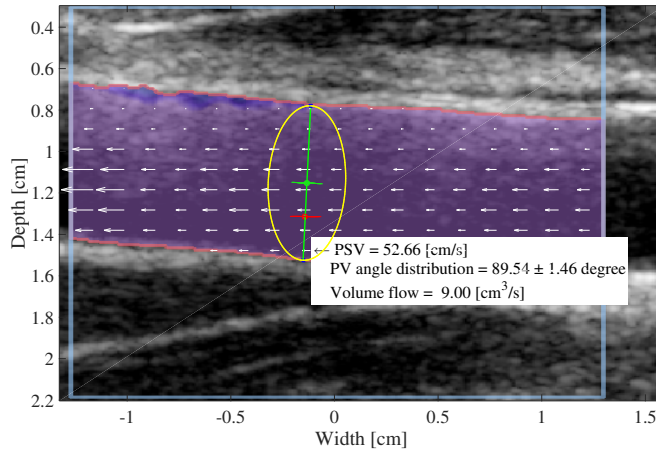 0.4
0.6
0.8
1
1.2
1.4
1.6
1.8
2
2.2
Depth [cm]
← PSV = 52.66 [cm/s]
PV angle distribution = 89.54 ± 1.46 degree
Volume flow = 9.00 [cm³/s]
-1 -0.5 0 0.5 1 1.5
Width [cm]